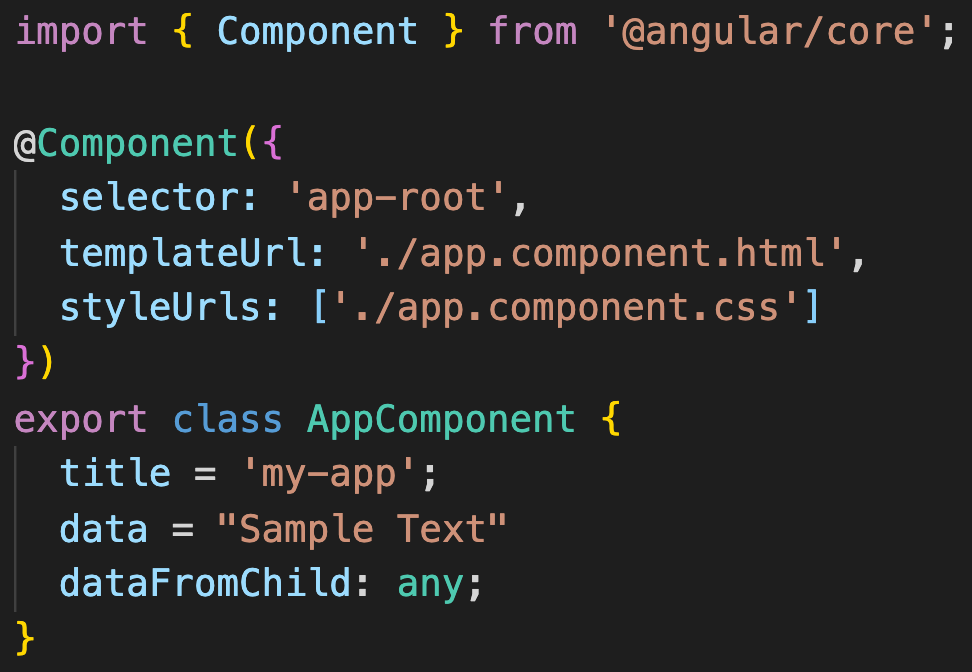 import { Component } from '@angular/core';
@Component({
  selector: 'app-root',
  templateUrl: './app.component.html',
  styleUrls: ['./app.component.css']
})
export class AppComponent {
  title = 'my-app';
  data = "Sample Text"
  dataFromChild: any;
}